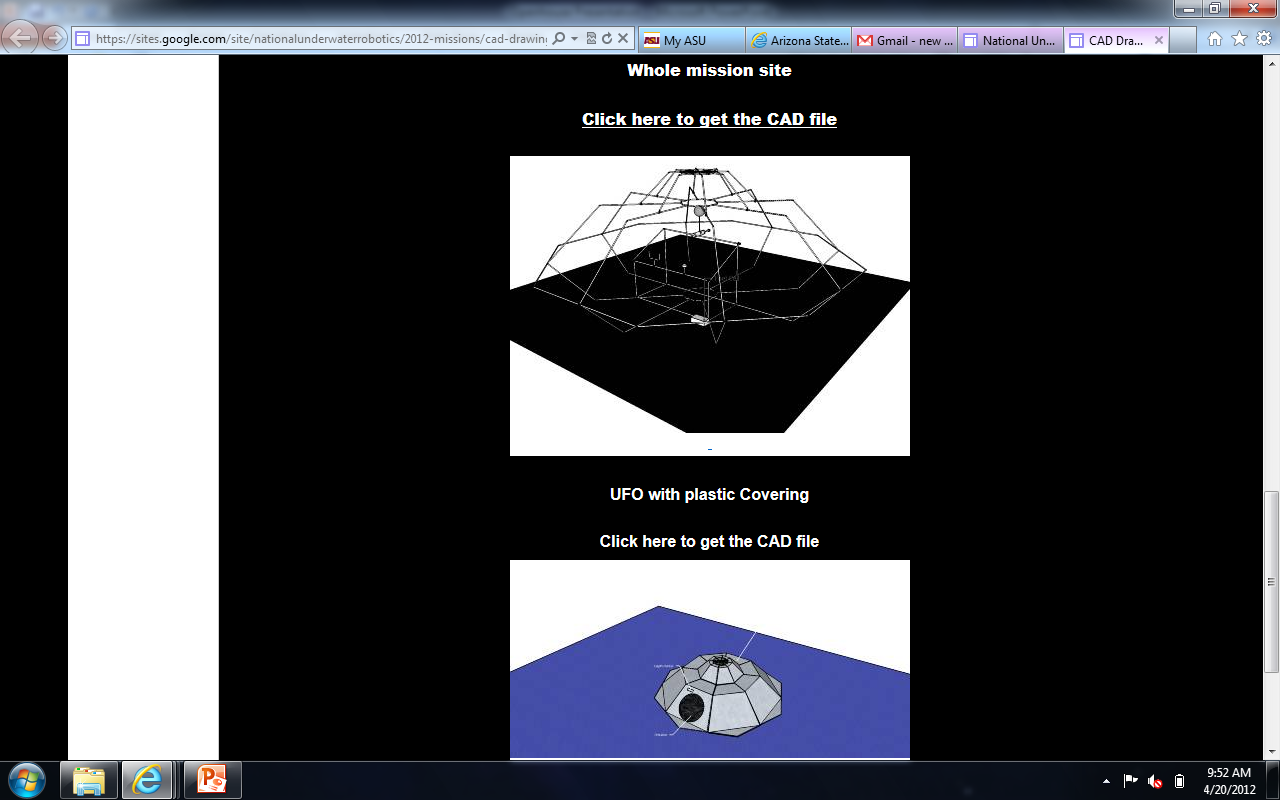 https://sites.google.com/site/nationalunderwaterrobotics/2012-missions/cad-drawin
My ASU
Arizona State...
Gmail - new ...
National Un...
CAD Dra...
Whole mission site
Click here to get the CAD file
UFO with plastic Covering
Click here to get the CAD file
9:52 AM
4/20/2012